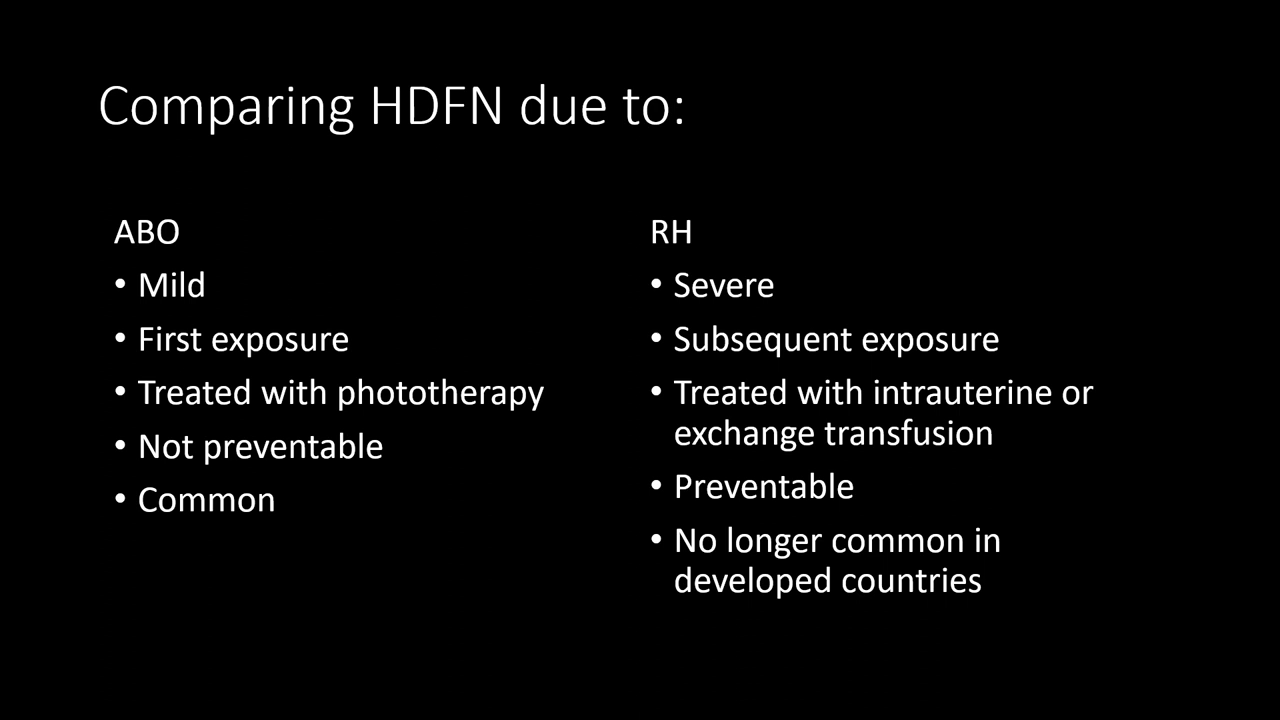 Comparing HDFN due to:
ABO
• Mild
• First exposure
• Treated with phototherapy
• Not preventable
• Common
RH
• Severe
• Subsequent exposure
• Treated with intrauterine or
exchange transfusion
• Preventable
• No longer common in
developed countries